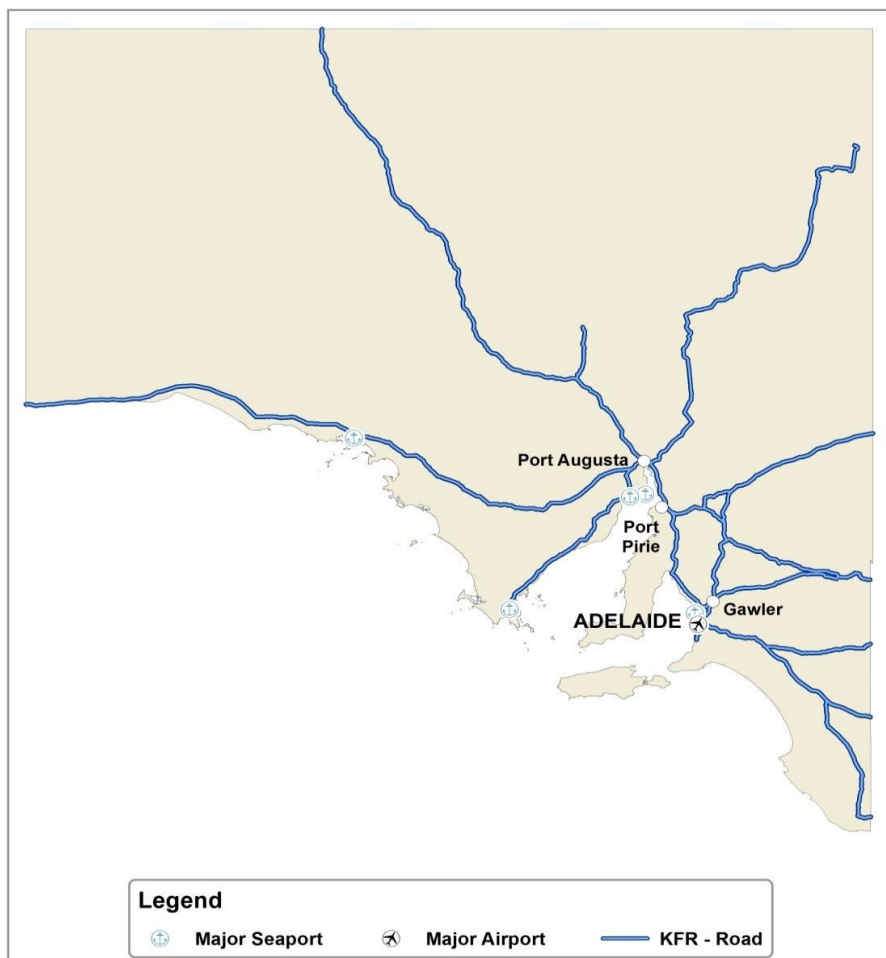 Port Augusta
Port
Pirie
Gawler
ADELAIDE
Legend
Major Seaport
Major Airport
KFR - Road